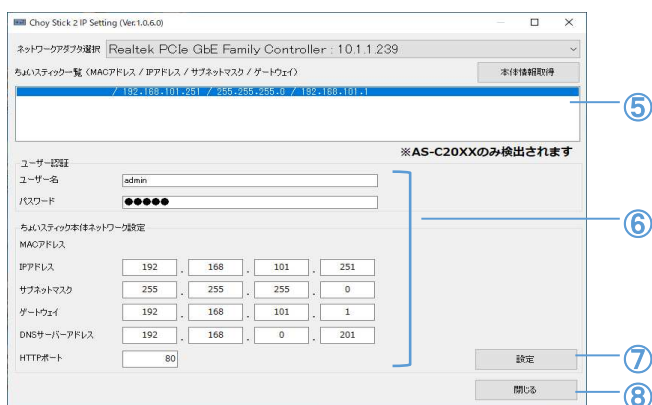 Choy Stick 2 IP Setting (Ver.1.0.6.0)
ネットワークアダプタ選択 Realtek PCIe GbE Family Controller : 10.1.1.239
ちょいスティック一覧 (MACアドレス / IPアドレス / サブネットマスク / ゲートウェイ) 本体情報取得
/ 192.168.101.251 / 255.255.255.0 / 192.168.101.1
⑤
※AS-C20XXのみ検出されます
ユーザー認証
ユーザー名 admin
パスワード ●●●●●
⑥
ちょいスティック本体ネットワーク設定
MACアドレス
IPアドレス 192 . 168 . 101 . 251
サブネットマスク 255 . 255 . 255 . 0
ゲートウェイ 192 . 168 . 101 . 1
DNSサーバーアドレス 192 . 168 . 0 . 201
HTTPポート 80
設定 ⑦
閉じる ⑧